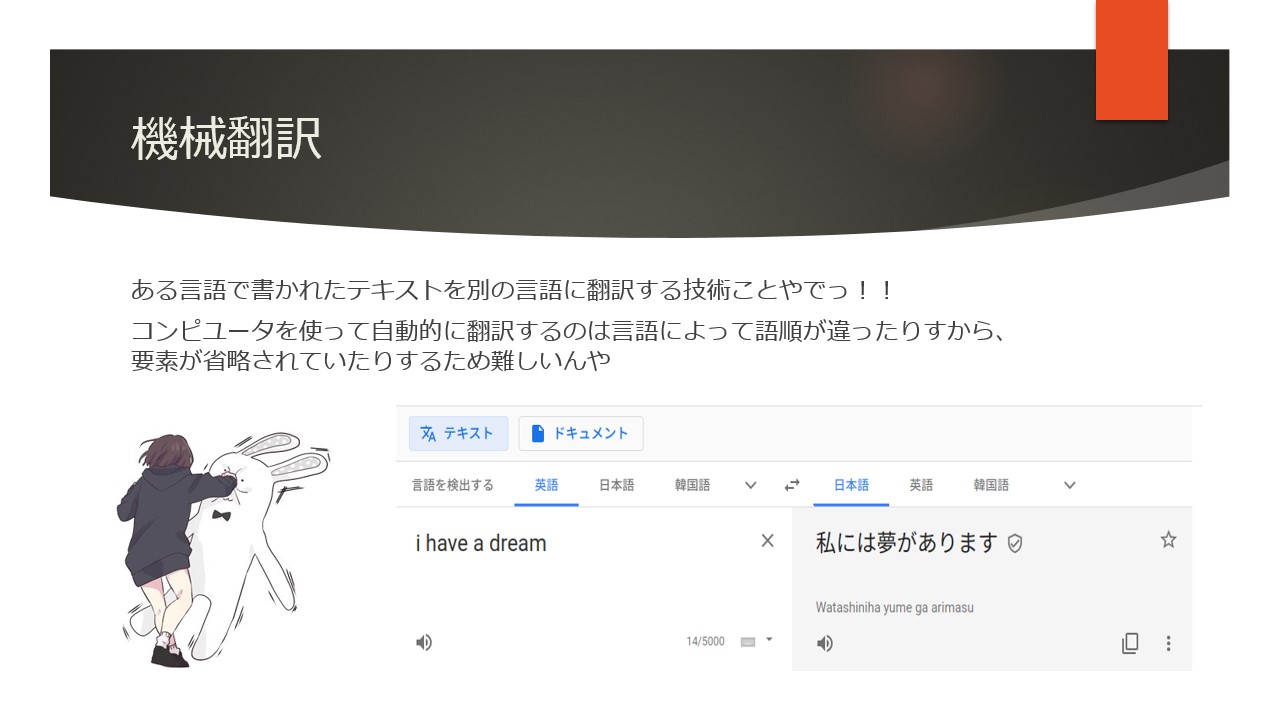 機械翻訳
ある言語で書かれたテキストを別の言語に翻訳する技術ことやでっ！！
コンピュータを使って自動的に翻訳するのは言語によって語順が違ったりすから、
要素が省略されていたりするため難しいんや
テキスト ドキュメント
言語を検出する 英語 日本語 韓国語 日本語 英語 韓国語
i have a dream
私には夢があります
Watashiniha yume ga arimasu
14/5000